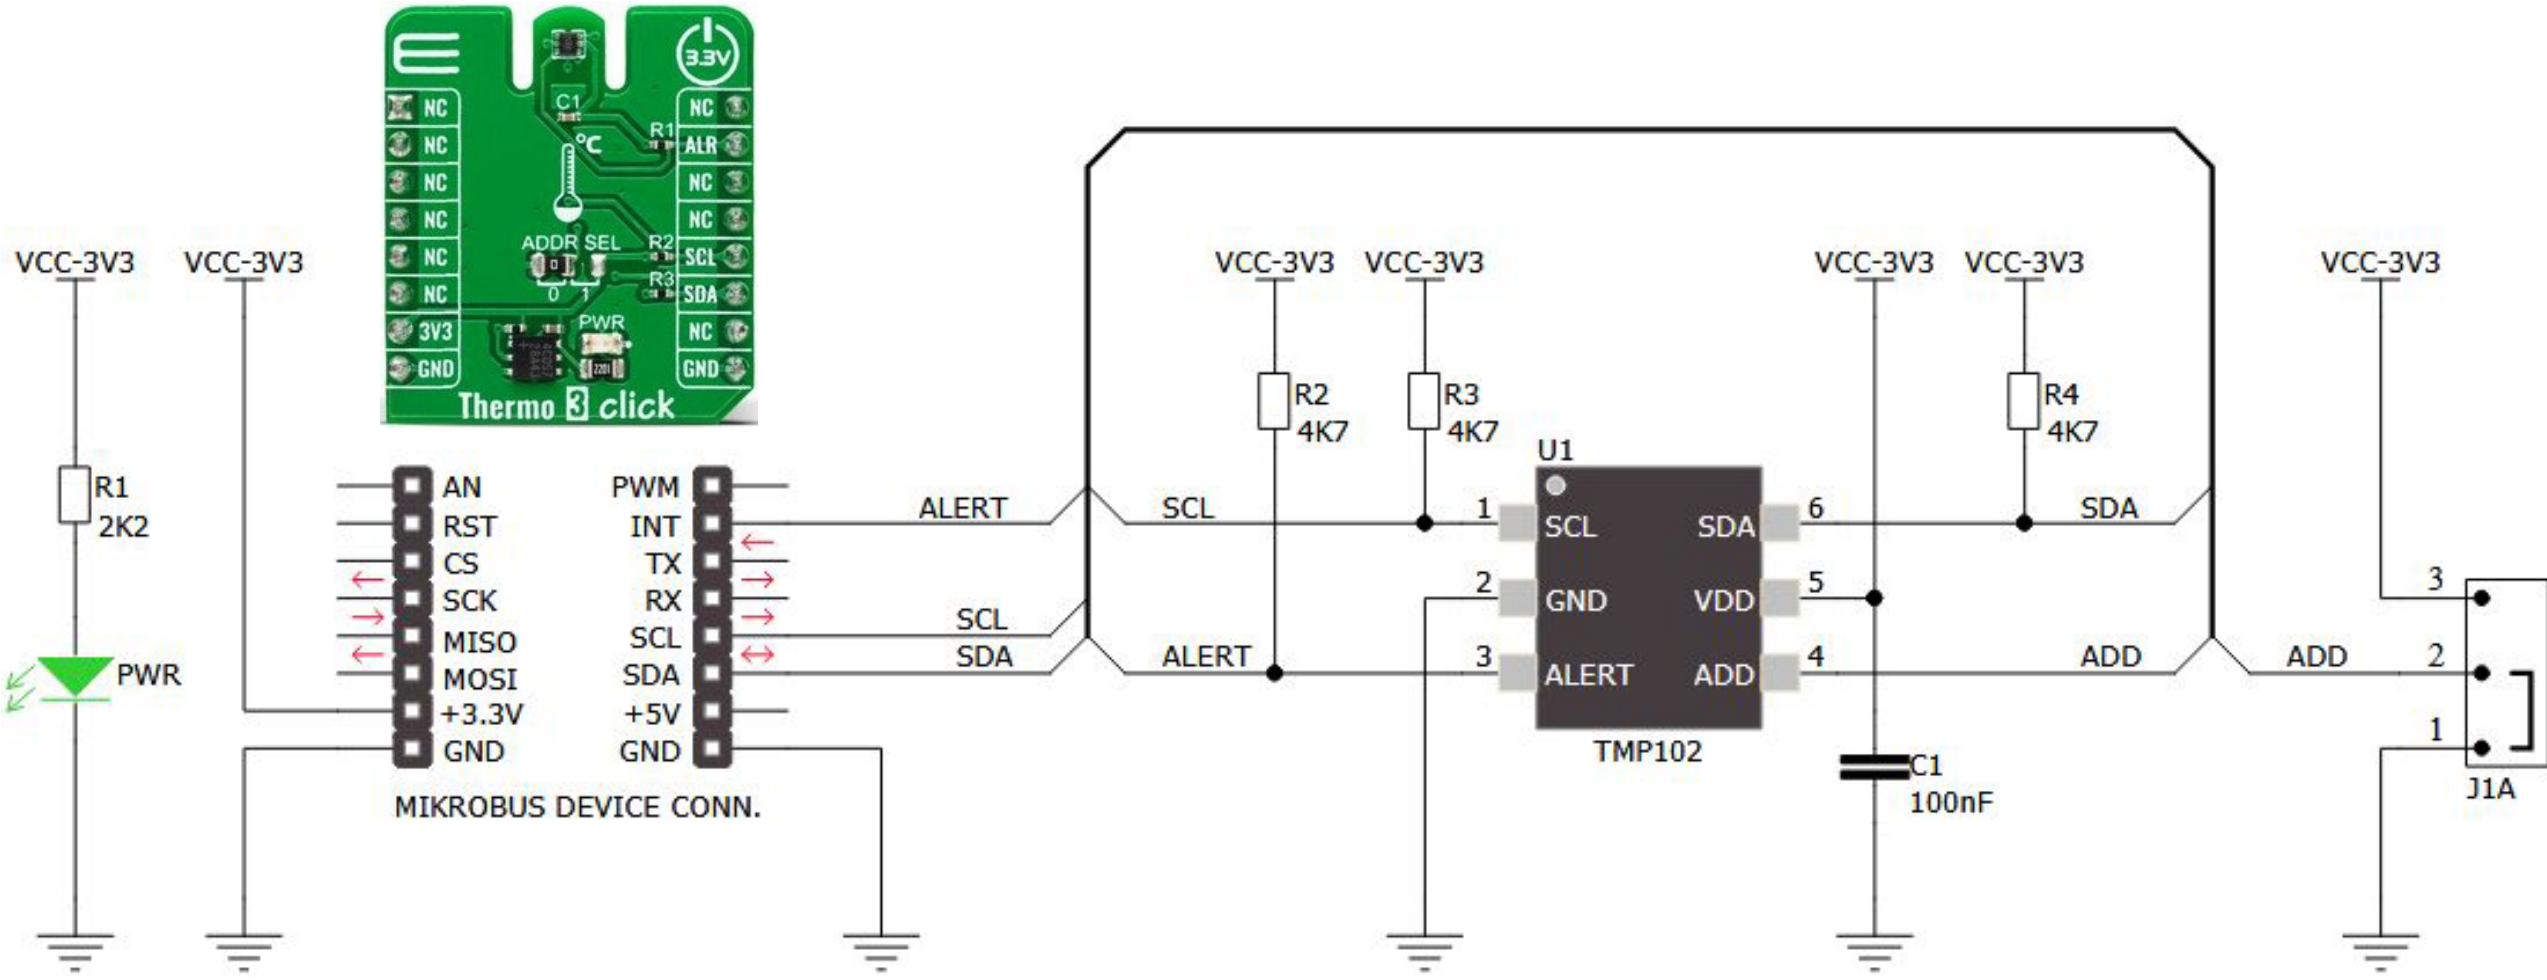 3.3V
NC
NC
NC
NC
NC
NC
3V3
GND
C1
R1
°C
ADDR SEL
0
0 1
R2
R3
PWR
2201
NC
ALR
NC
NC
SCL
SDA
NC
GND
Thermo 3 click
VCC-3V3
R1
2K2
PWR
VCC-3V3
AN
RST
CS
SCK
MISO
MOSI
+3.3V
GND
PWM
INT
TX
RX
SCL
SDA
+5V
GND
MIKROBUS DEVICE CONN.
ALERT
SCL
SDA
SCL
ALERT
VCC-3V3
R2
4K7
VCC-3V3
R3
4K7
U1
1
2
3
SCL
GND
ALERT
SDA
VDD
ADD
6
5
4
TMP102
VCC-3V3
C1
100nF
VCC-3V3
R4
4K7
SDA
ADD
ADD
VCC-3V3
3
2
1
J1A